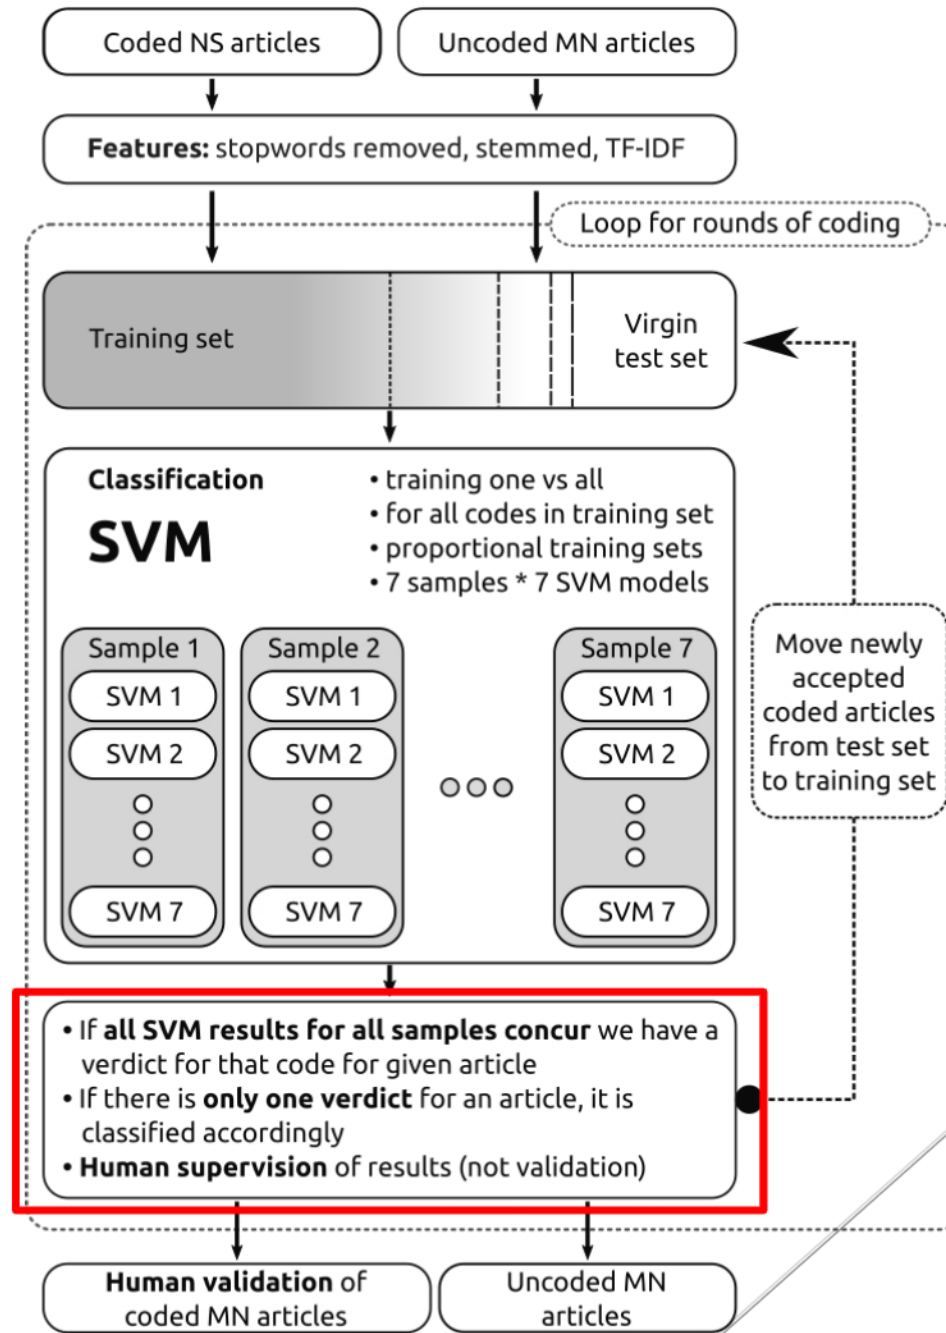 Coded NS articles
Uncoded MN articles
Features: stopwords removed, stemmed, TF-IDF
Loop for rounds of coding
Training set
Virgin
test set
Classification
SVM
• training one vs all
• for all codes in training set
• proportional training sets
• 7 samples * 7 SVM models
Sample 1
SVM 1
SVM 2
SVM 7
Sample 2
SVM 1
SVM 2
SVM 7
Sample 7
SVM 1
SVM 2
SVM 7
Move newly
accepted
coded articles
from test set
to training set
• If all SVM results for all samples concur we have a
verdict for that code for given article
• If there is only one verdict for an article, it is
classified accordingly
• Human supervision of results (not validation)
Human validation of
coded MN articles
Uncoded MN
articles